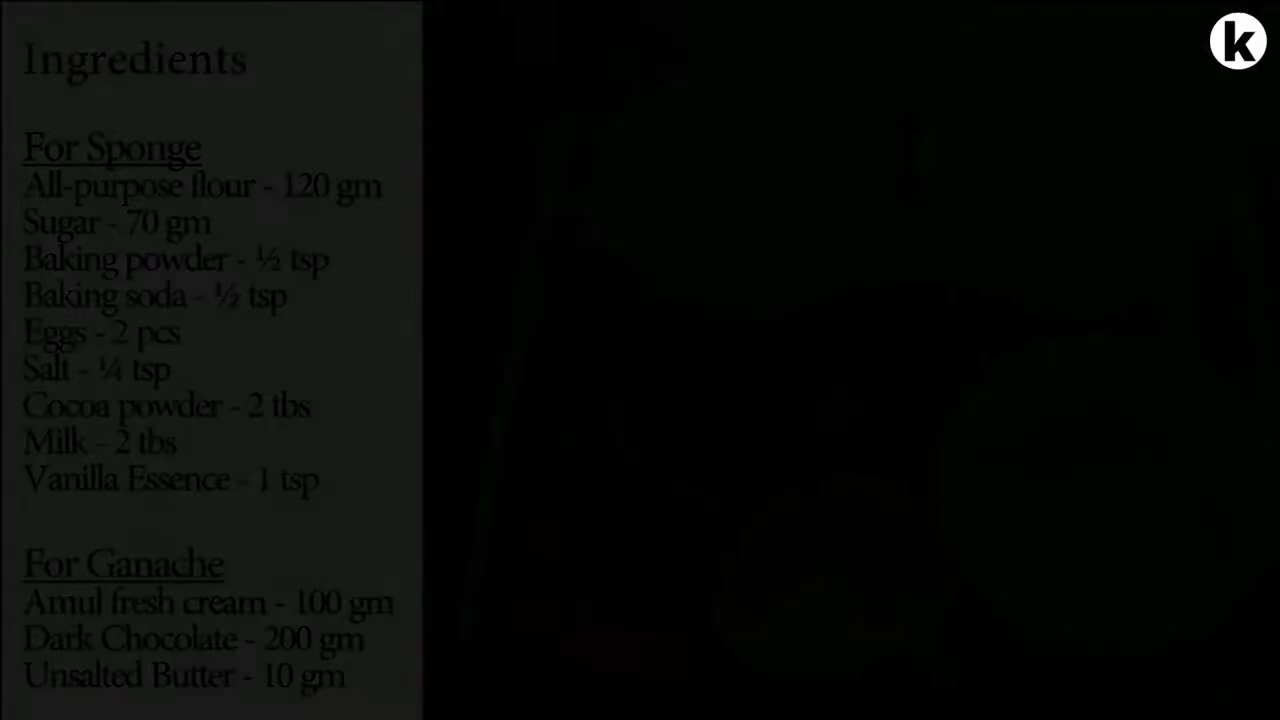 k
Ingredients
For Sponge
All-purpose flour - 120 gm
Sugar - 70 gm
Baking powder - ½ tsp
Baking soda - ½ tsp
Eggs - 2 pcs
Salt - ¼ tsp
Cocoa powder - 2 tbs
Milk - 2 tbs
Vanilla Essence - 1 tsp
For Ganache
Amul fresh cream - 100 gm
Dark Chocolate - 200 gm
Unsalted Butter - 10 gm